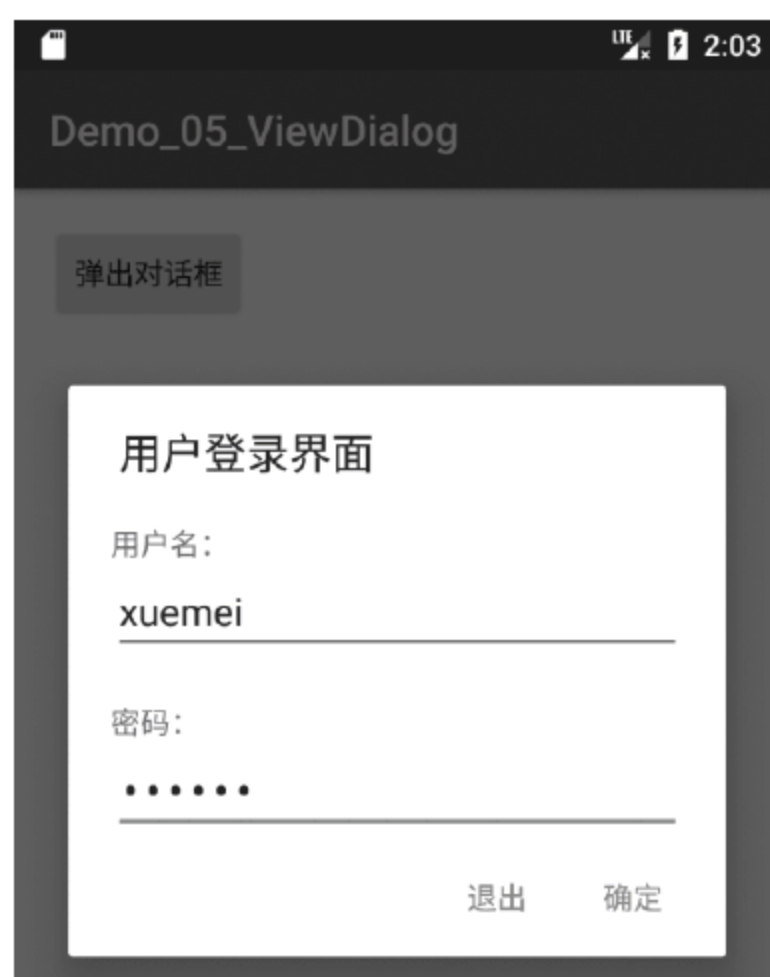 LTE 2:03
Demo_05_ViewDialog
弹出对话框
用户登录界面
用户名：
xuemei
密码：
••••••
退出 确定